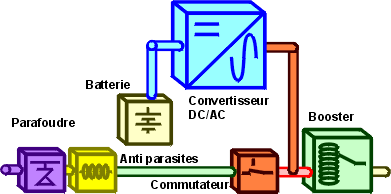 Batterie
Convertisseur
DC/AC
Booster
Parafoudre
Anti parasites
Commutateur